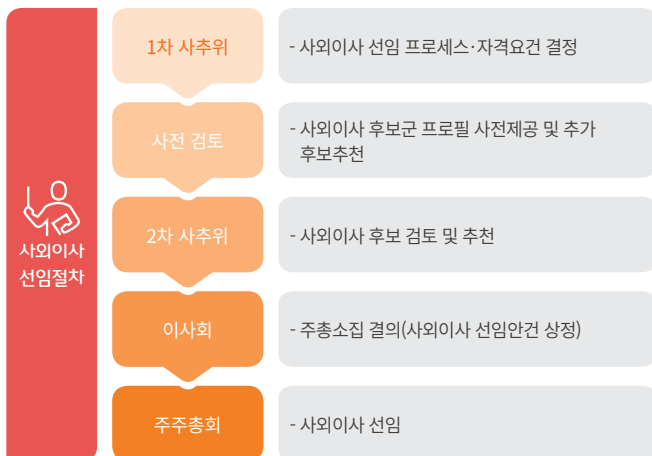 사외이사
선임절차
1차 사추위
- 사외이사 선임 프로세스·자격요건 결정
사전 검토
- 사외이사 후보군 프로필 사전제공 및 추가
후보추천
2차 사추위
- 사외이사 후보 검토 및 추천
이사회
- 주총소집 결의(사외이사 선임안건 상정)
주주총회
- 사외이사 선임